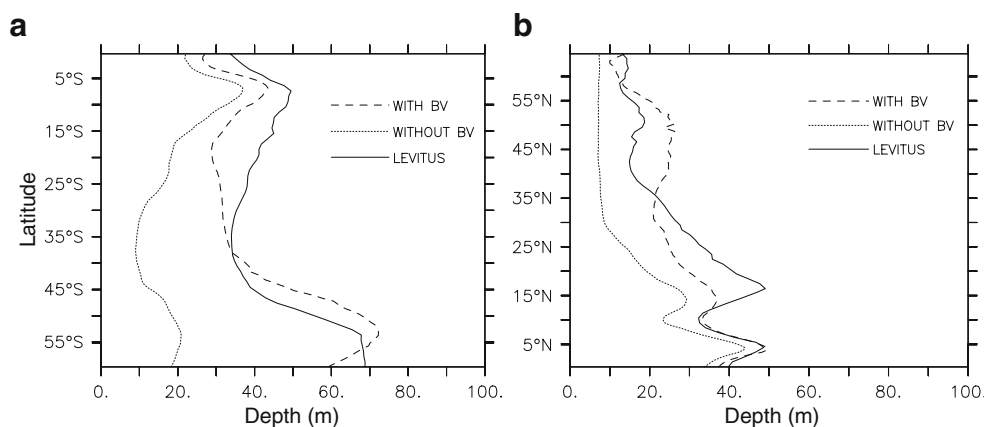 a
5°S
15°S
25°S
35°S
45°S
55°S
Latitude
WITH BV
WITHOUT BV
LEVITUS
0. 20. 40. 60. 80. 100.
Depth (m)
b
55°N
45°N
35°N
25°N
15°N
5°N
WITH BV
WITHOUT BV
LEVITUS
0. 20. 40. 60. 80. 100.
Depth (m)